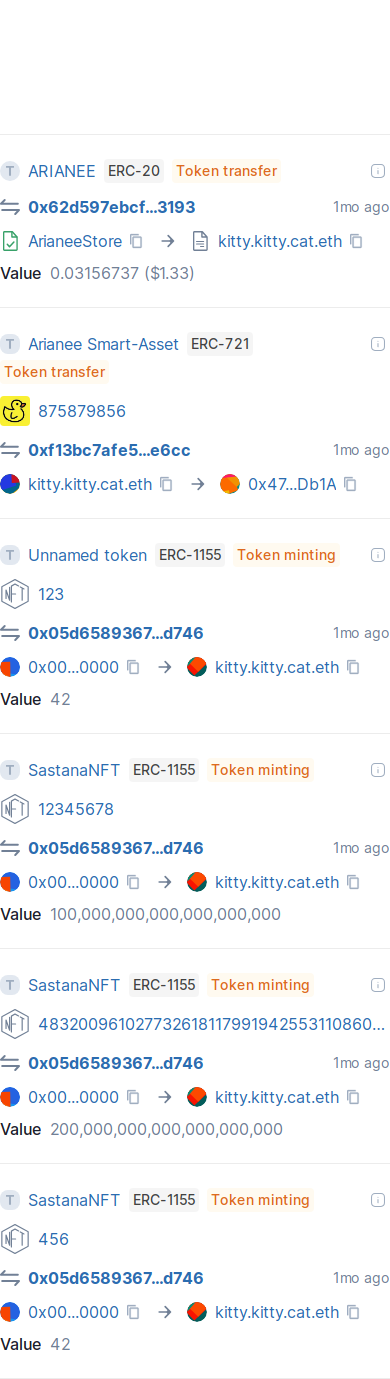 T ARIANEE ERC-20 Token transfer
0x62d597ebcf...3193 1mo ago
ArianeeStore kitty.kitty.cat.eth
Value 0.03156737 ($1.33)
T Arianee Smart-Asset ERC-721
Token transfer
875879856
0xf13bc7afe5...e6cc 1mo ago
kitty.kitty.cat.eth 0x47...Db1A
T Unnamed token ERC-1155 Token minting
NFT 123
0x05d6589367...d746 1mo ago
0x00...0000 kitty.kitty.cat.eth
Value 42
T SastanaNFT ERC-1155 Token minting
NFT 12345678
0x05d6589367...d746 1mo ago
0x00...0000 kitty.kitty.cat.eth
Value 100,000,000,000,000,000,000
T SastanaNFT ERC-1155 Token minting
NFT 483200961027732618117991942553110860...
0x05d6589367...d746 1mo ago
0x00...0000 kitty.kitty.cat.eth
Value 200,000,000,000,000,000,000
T SastanaNFT ERC-1155 Token minting
NFT 456
0x05d6589367...d746 1mo ago
0x00...0000 kitty.kitty.cat.eth
Value 42